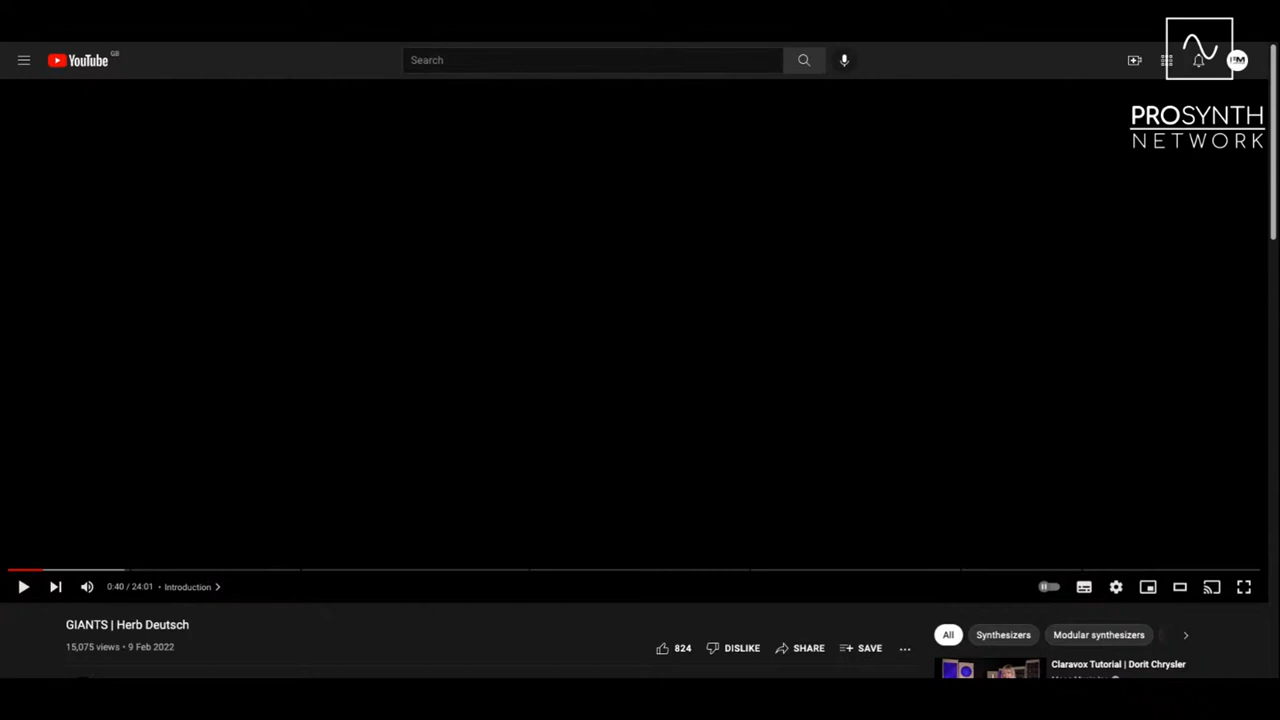 YouTube GB
Search
PROSYNTH
NETWORK
0:40 / 24:01 • Introduction
GIANTS | Herb Deutsch
15,075 views • 9 Feb 2022
824 DISLIKE SHARE SAVE
All Synthesizers Modular synthesizers
Claravox Tutorial | Dorit Chrysler